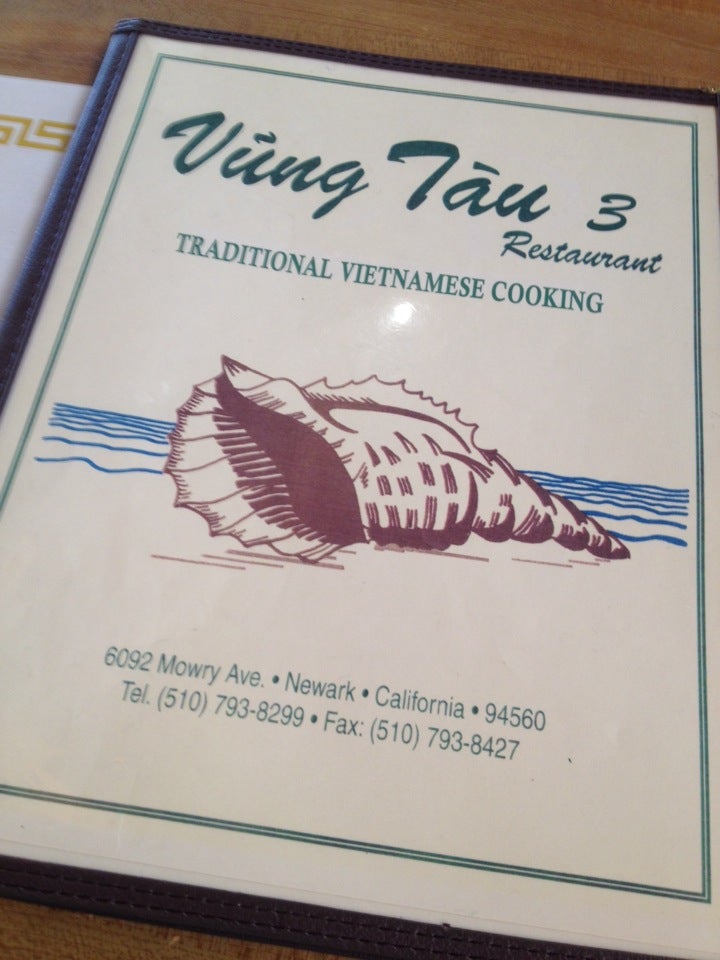 Vũng Tàu 3
Restaurant
TRADITIONAL VIETNAMESE COOKING
6092 Mowry Ave. • Newark • California • 94560
Tel. (510) 793-8299 • Fax: (510) 793-8427